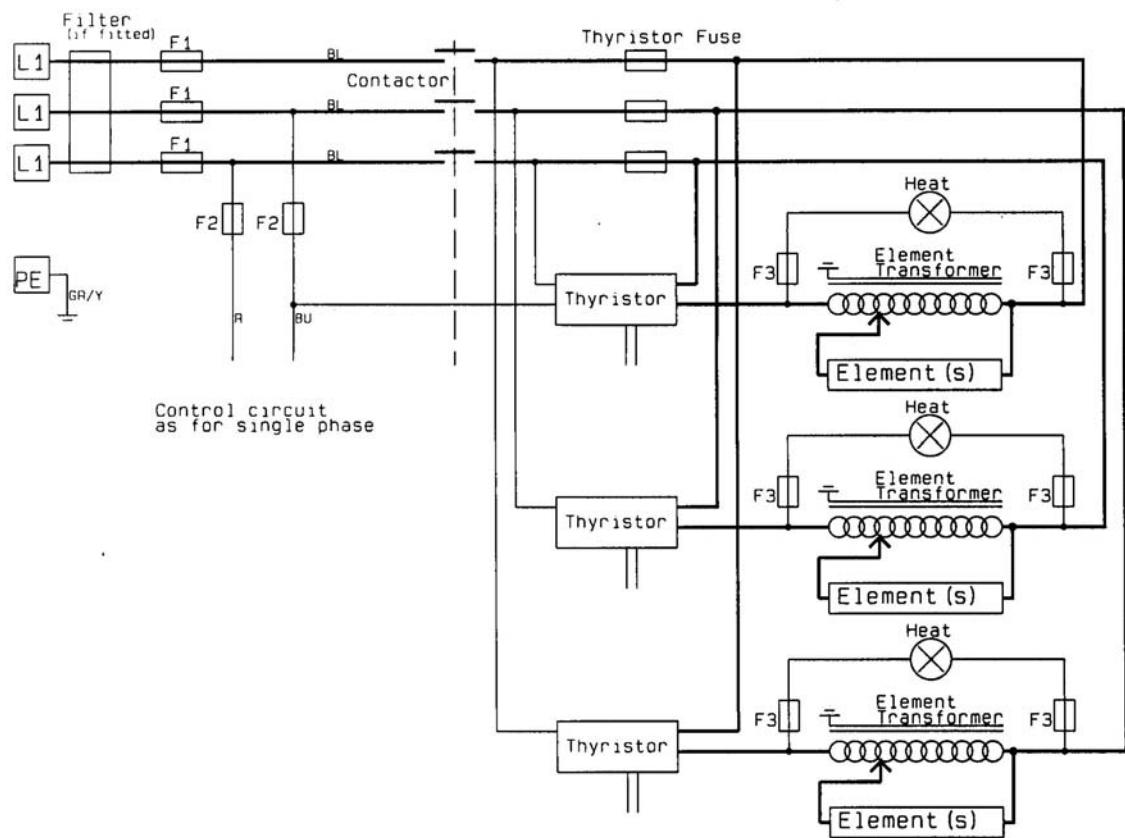 Filter
(if fitted)
F1
L1
BL
Thyristor Fuse
Contactor
F1
L1
BL
F1
L1
BL
Heat
F2
F2
Element
Transformer
F3
F3
PE
GR/Y
Thyristor
R
BU
Element(s)
Control circuit
as for single phase
Heat
Element
Transformer
F3
F3
Thyristor
Element(s)
Heat
Element
Transformer
F3
F3
Thyristor
Element(s)